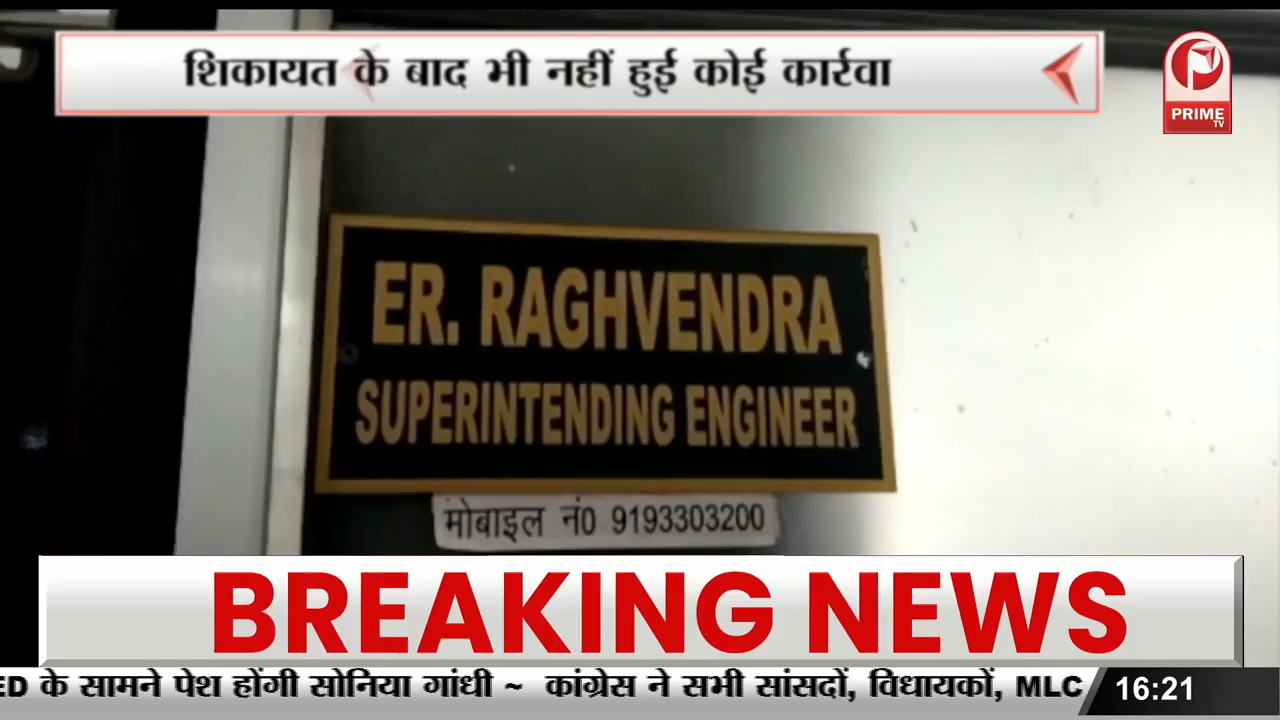 शिकायत के बाद भी नहीं हुई कोई कार्रवा
PRIME
TV
ER. RAGHVENDRA
SUPERINTENDING ENGINEER
मोबाइल नं0 9193303200
BREAKING NEWS
ED के सामने पेश होंगी सोनिया गांधी ~ कांग्रेस ने सभी सांसदों, विधायकों, MLC
16:21